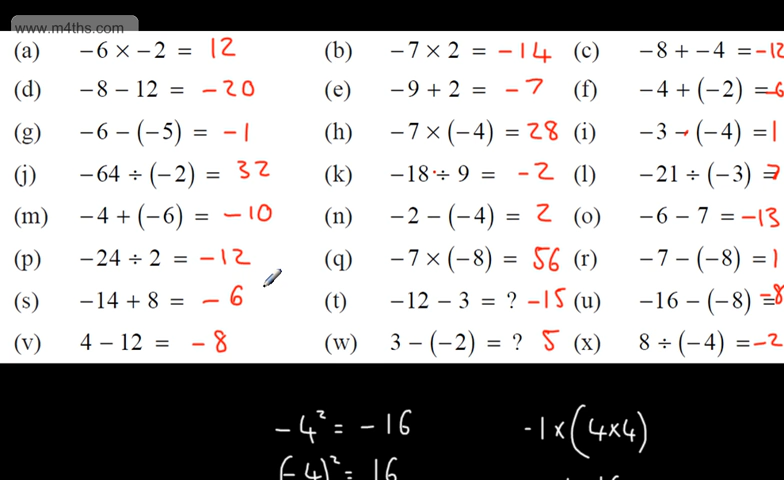 www.m4ths.com
(a) −6 × −2 = 12 (b) −7 × 2 = −14 (c) −8 + −4 = −12
(d) −8 − 12 = −20 (e) −9 + 2 = −7 (f) −4 + (−2) = −6
(g) −6 − (−5) = −1 (h) −7 × (−4) = 28 (i) −3 − (−4) = 1
(j) −64 ÷ (−2) = 32 (k) −18 ÷ 9 = −2 (l) −21 ÷ (−3) = 7
(m) −4 + (−6) = −10 (n) −2 − (−4) = 2 (o) −6 − 7 = −13
(p) −24 ÷ 2 = −12 (q) −7 × (−8) = 56 (r) −7 − (−8) = 1
(s) −14 + 8 = −6 (t) −12 − 3 = ? −15 (u) −16 − (−8) = −8
(v) 4 − 12 = −8 (w) 3 − (−2) = ? 5 (x) 8 ÷ (−4) = −2
−4² = −16 −1 × (4×4)
(−4)² = 16